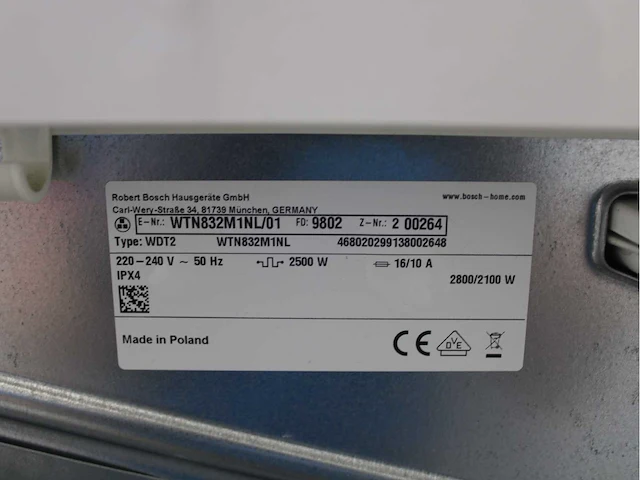 Robert Bosch Hausgeräte GmbH www.bosch-home.com
Carl-Wery-Straße 34, 81739 München, GERMANY
E-Nr.: WTN832M1NL/01 FD: 9802 Z-Nr.: 2 00264
Type: WDT2 WTN832M1NL 468020299138002648
220-240 V ~ 50 Hz 2500 W 16/10 A
IPX4 2800/2100 W
Made in Poland CE DVE